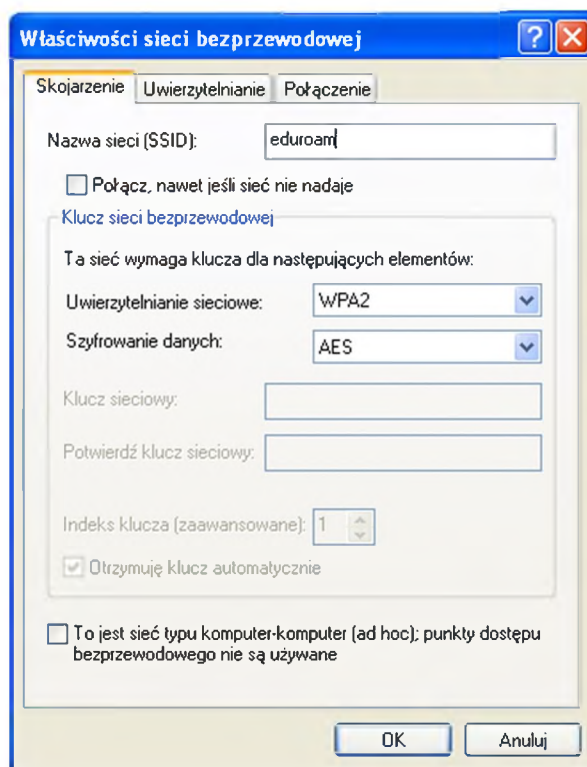 Właściwości sieci bezprzewodowej
Skojarzenie Uwierzytelnianie Połączenie
Nazwa sieci (SSID): eduroam
Połącz, nawet jeśli sieć nie nadaje
Klucz sieci bezprzewodowej
Ta sieć wymaga klucza dla następujących elementów:
Uwierzytelnianie sieciowe: WPA2
Szyfrowanie danych: AES
Klucz sieciowy:
Potwierdź klucz sieciowy:
Indeks klucza (zaawansowane): 1
Otrzymuję klucz automatycznie
To jest sieć typu komputer-komputer (ad hoc); punkty dostępu
bezprzewodowego nie są używane
OK Anuluj